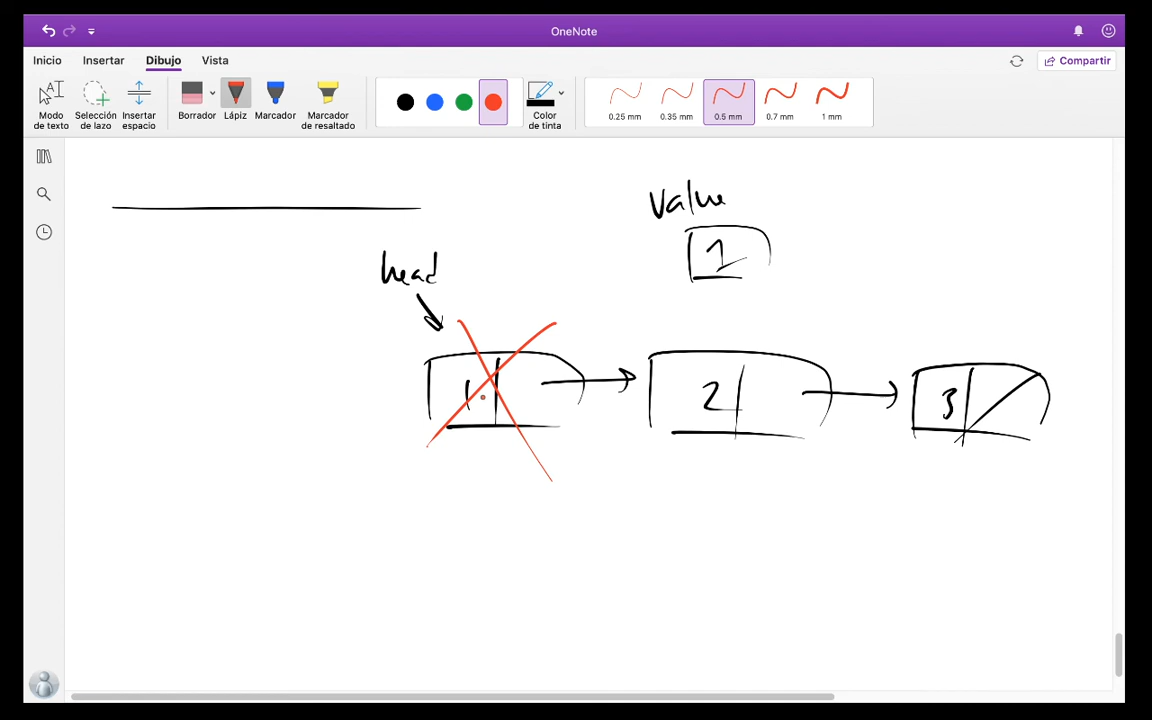 OneNote
Inicio Insertar Dibujo Vista
Compartir
Modo de texto
Selección de lazo
Insertar espacio
Borrador
Lápiz
Marcador
Marcador de resaltado
Color de tinta
0.25 mm
0.35 mm
0.5 mm
0.7 mm
1 mm
value
1
head
1 2 3